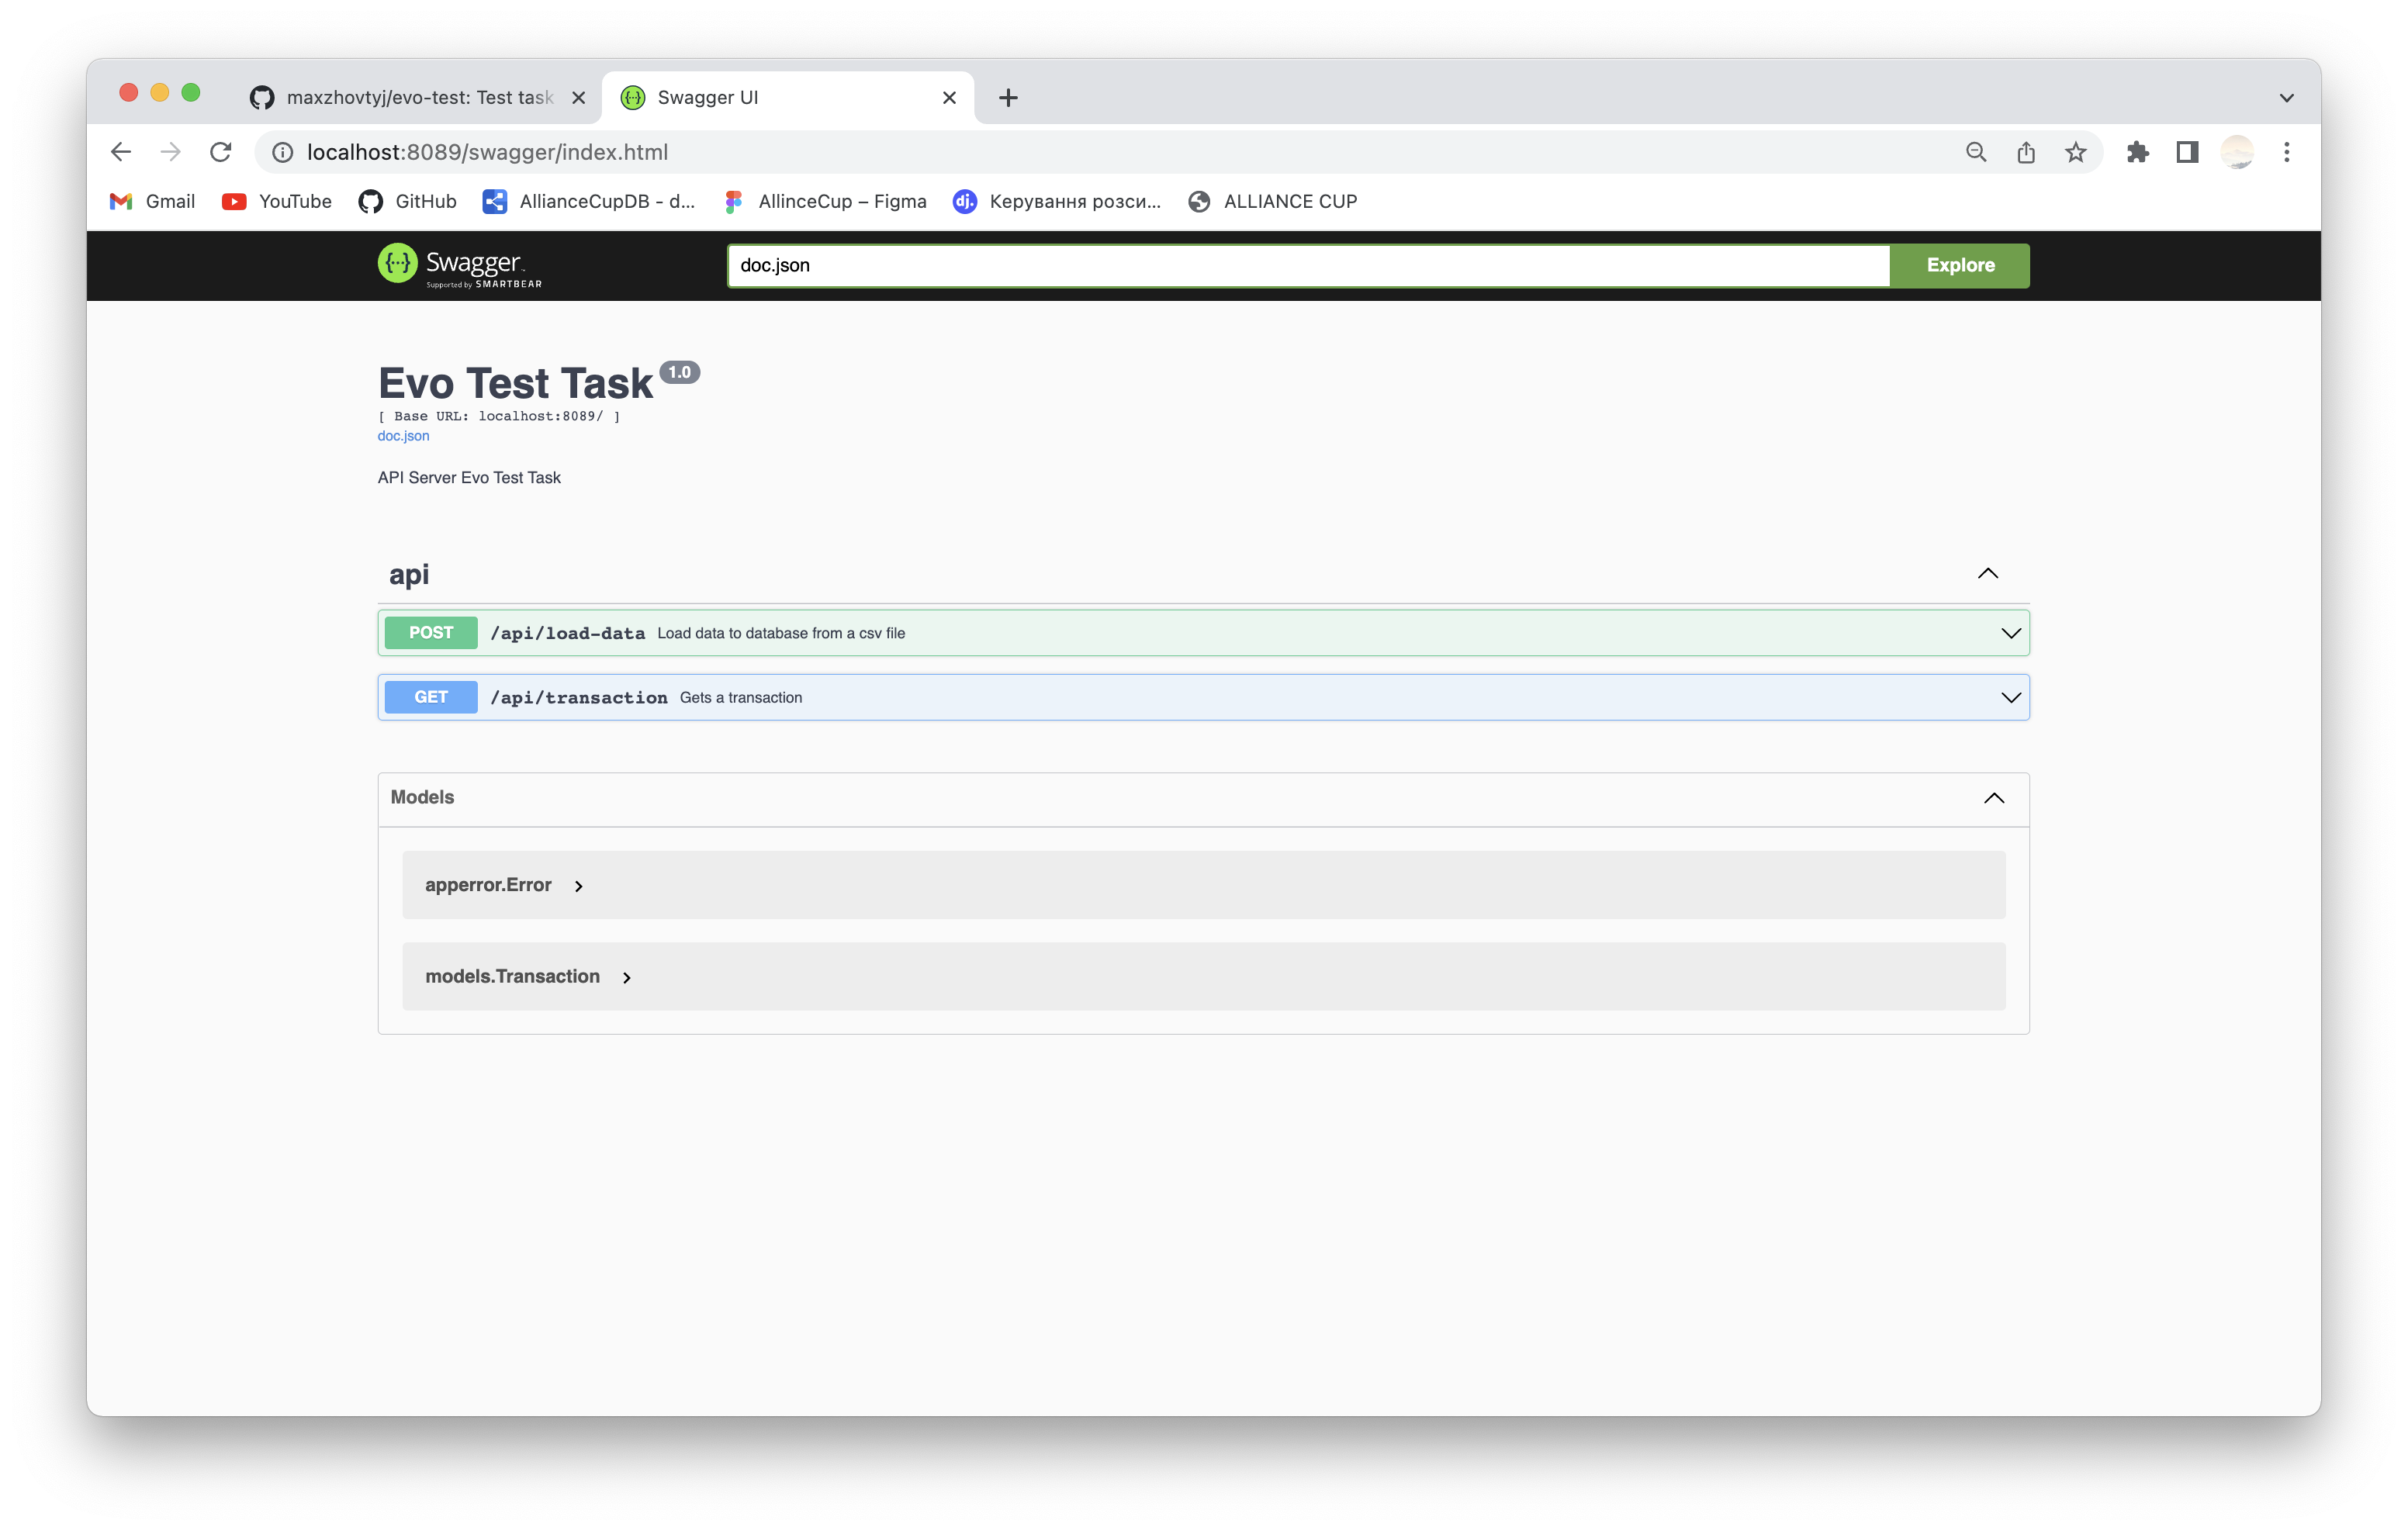 maxzhovtyj/evo-test: Test task
Swagger UI
localhost:8089/swagger/index.html
Gmail
YouTube
GitHub
AllianceCupDB - d...
AllinceCup – Figma
dj.
Керування розси...
ALLIANCE CUP
{···} Swagger™
Supported by SMARTBEAR
doc.json
Explore
Evo Test Task 1.0
[ Base URL: localhost:8089/ ]
doc.json
API Server Evo Test Task
api
POST /api/load-data Load data to database from a csv file
GET /api/transaction Gets a transaction
Models
apperror.Error
models.Transaction